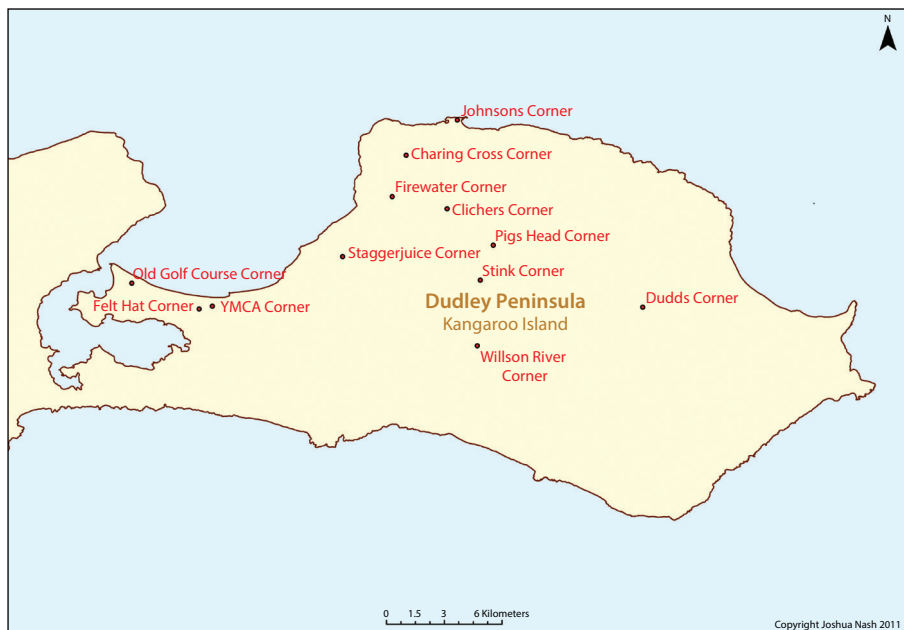 N
Johnsons Corner
Charing Cross Corner
Firewater Corner
Clichers Corner
Pigs Head Corner
Staggerjuice Corner
Stink Corner
Old Golf Course Corner
Dudley Peninsula
Dudds Corner
Felt Hat Corner
YMCA Corner
Kangaroo Island
Willson River
Corner
0 1.5 3 6 Kilometers
Copyright Joshua Nash 2011